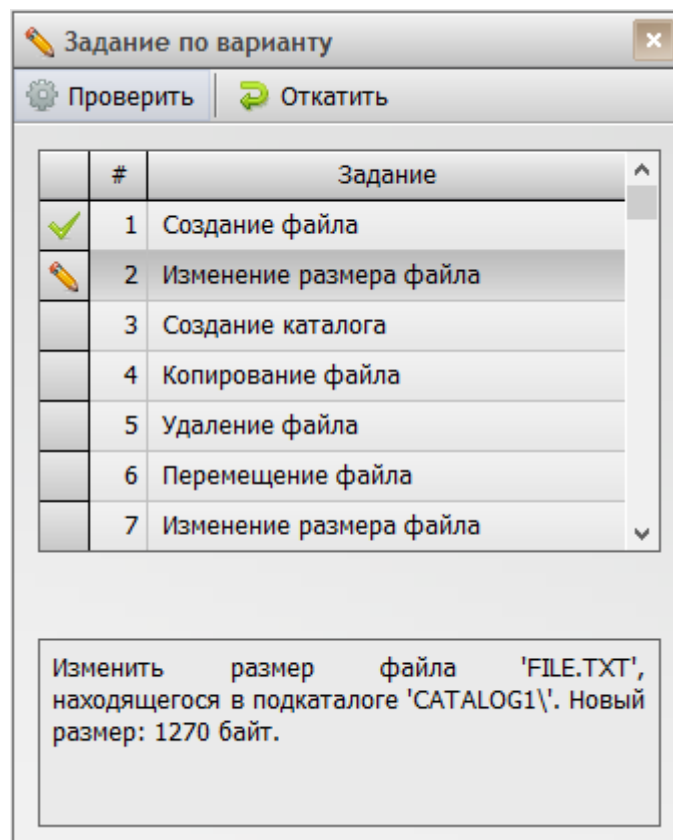 Задание по варианту
Проверить Откатить
# Задание
1 Создание файла
2 Изменение размера файла
3 Создание каталога
4 Копирование файла
5 Удаление файла
6 Перемещение файла
7 Изменение размера файла
Изменить размер файла 'FILE.TXT',
находящегося в подкаталоге 'CATALOG1\'. Новый
размер: 1270 байт.